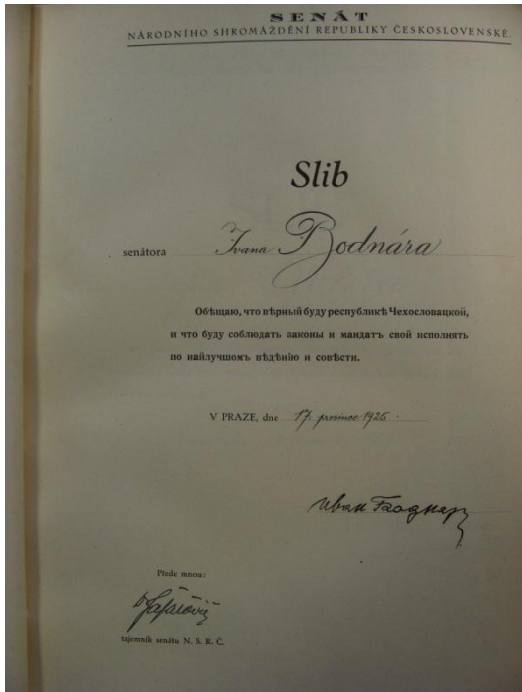 SENÁT
NÁRODNÍHO SHROMÁŽDĚNÍ REPUBLIKY ČESKOSLOVENSKÉ.
Slib
senátora Ivana Bodnára
Обѣщаю, что вѣрный буду республикѣ Чехословацкой,
и что буду соблюдать законы и мандатъ свой исполнять
по найлучшомъ вѣдѣнію и совѣсти.
V PRAZE, dne 17. prosince 1925.
Иван Боднар
Přede mnou:
tajemník senátu N. S. R. Č.